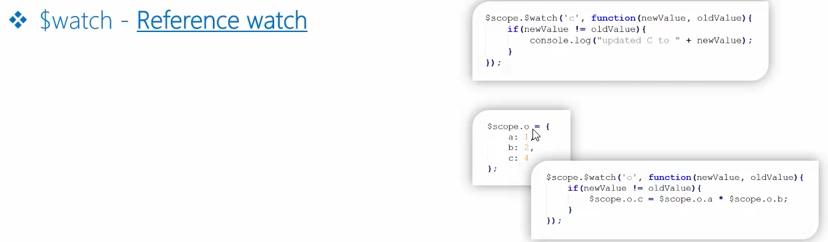 ❖ $watch - Reference watch
$scope.$watch('c', function(newValue, oldValue){
if(newValue != oldValue){
console.log("updated C to " + newValue);
}
});
$scope.o = {
a: 1,
b: 2,
c: 4
};
$scope.$watch('o', function(newValue, oldValue){
if(newValue != oldValue){
$scope.o.c = $scope.o.a * $scope.o.b;
}
});